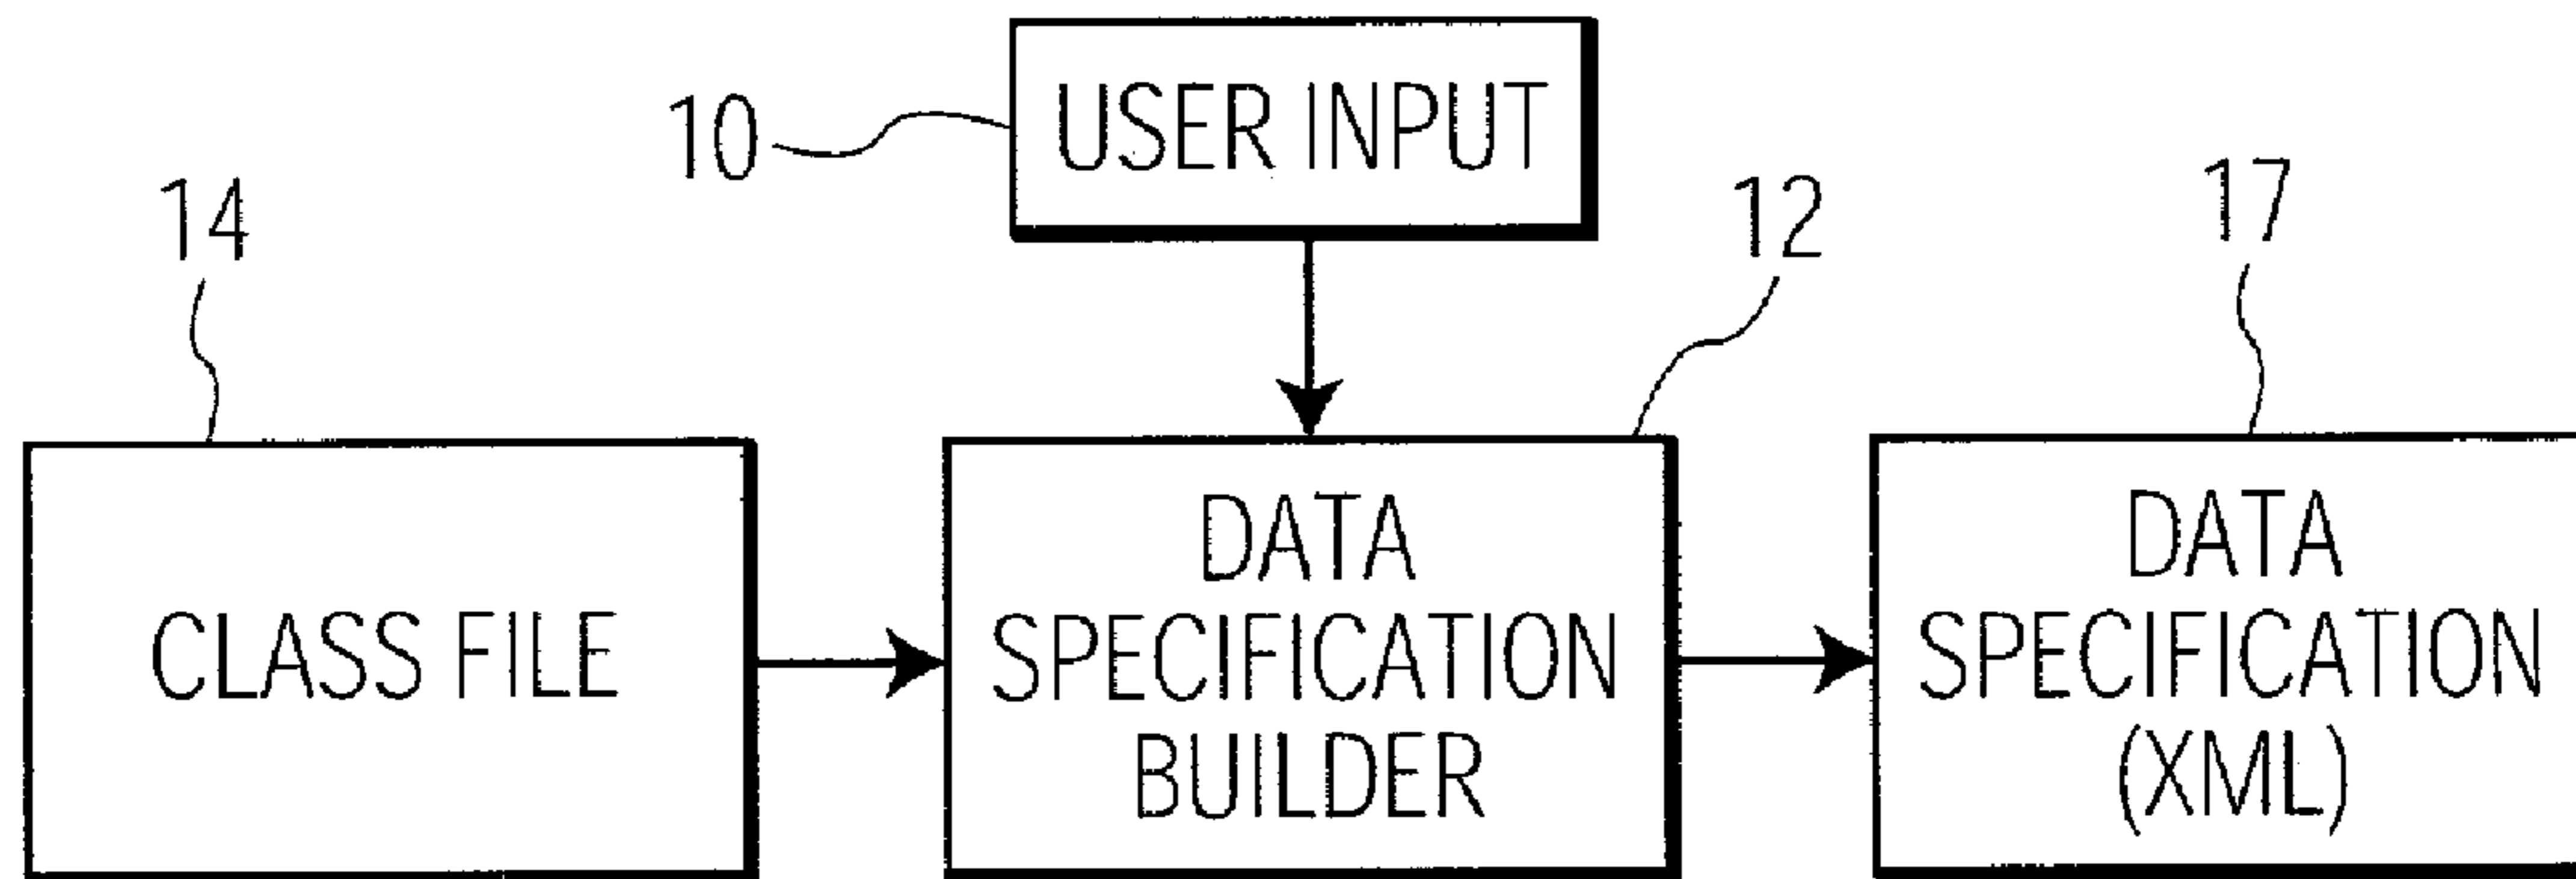 10
USER INPUT
14
12
17
CLASS FILE
DATA
SPECIFICATION
BUILDER
DATA
SPECIFICATION
(XML)